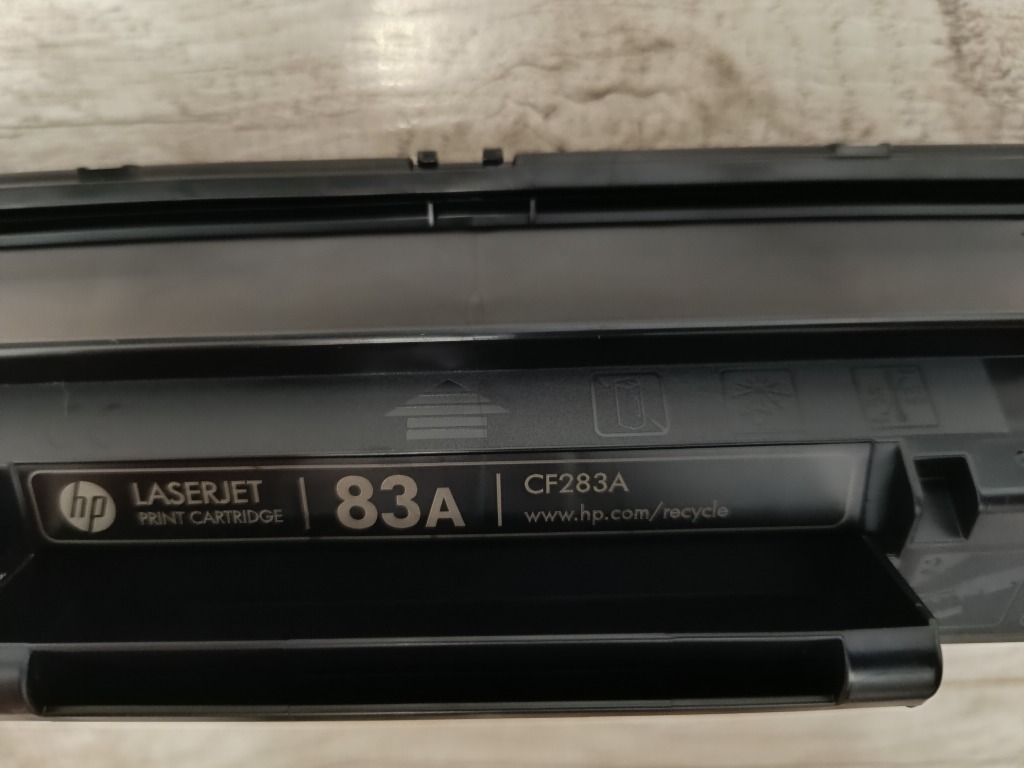 hp
LASERJET
PRINT CARTRIDGE
83A
CF283A
www.hp.com/recycle